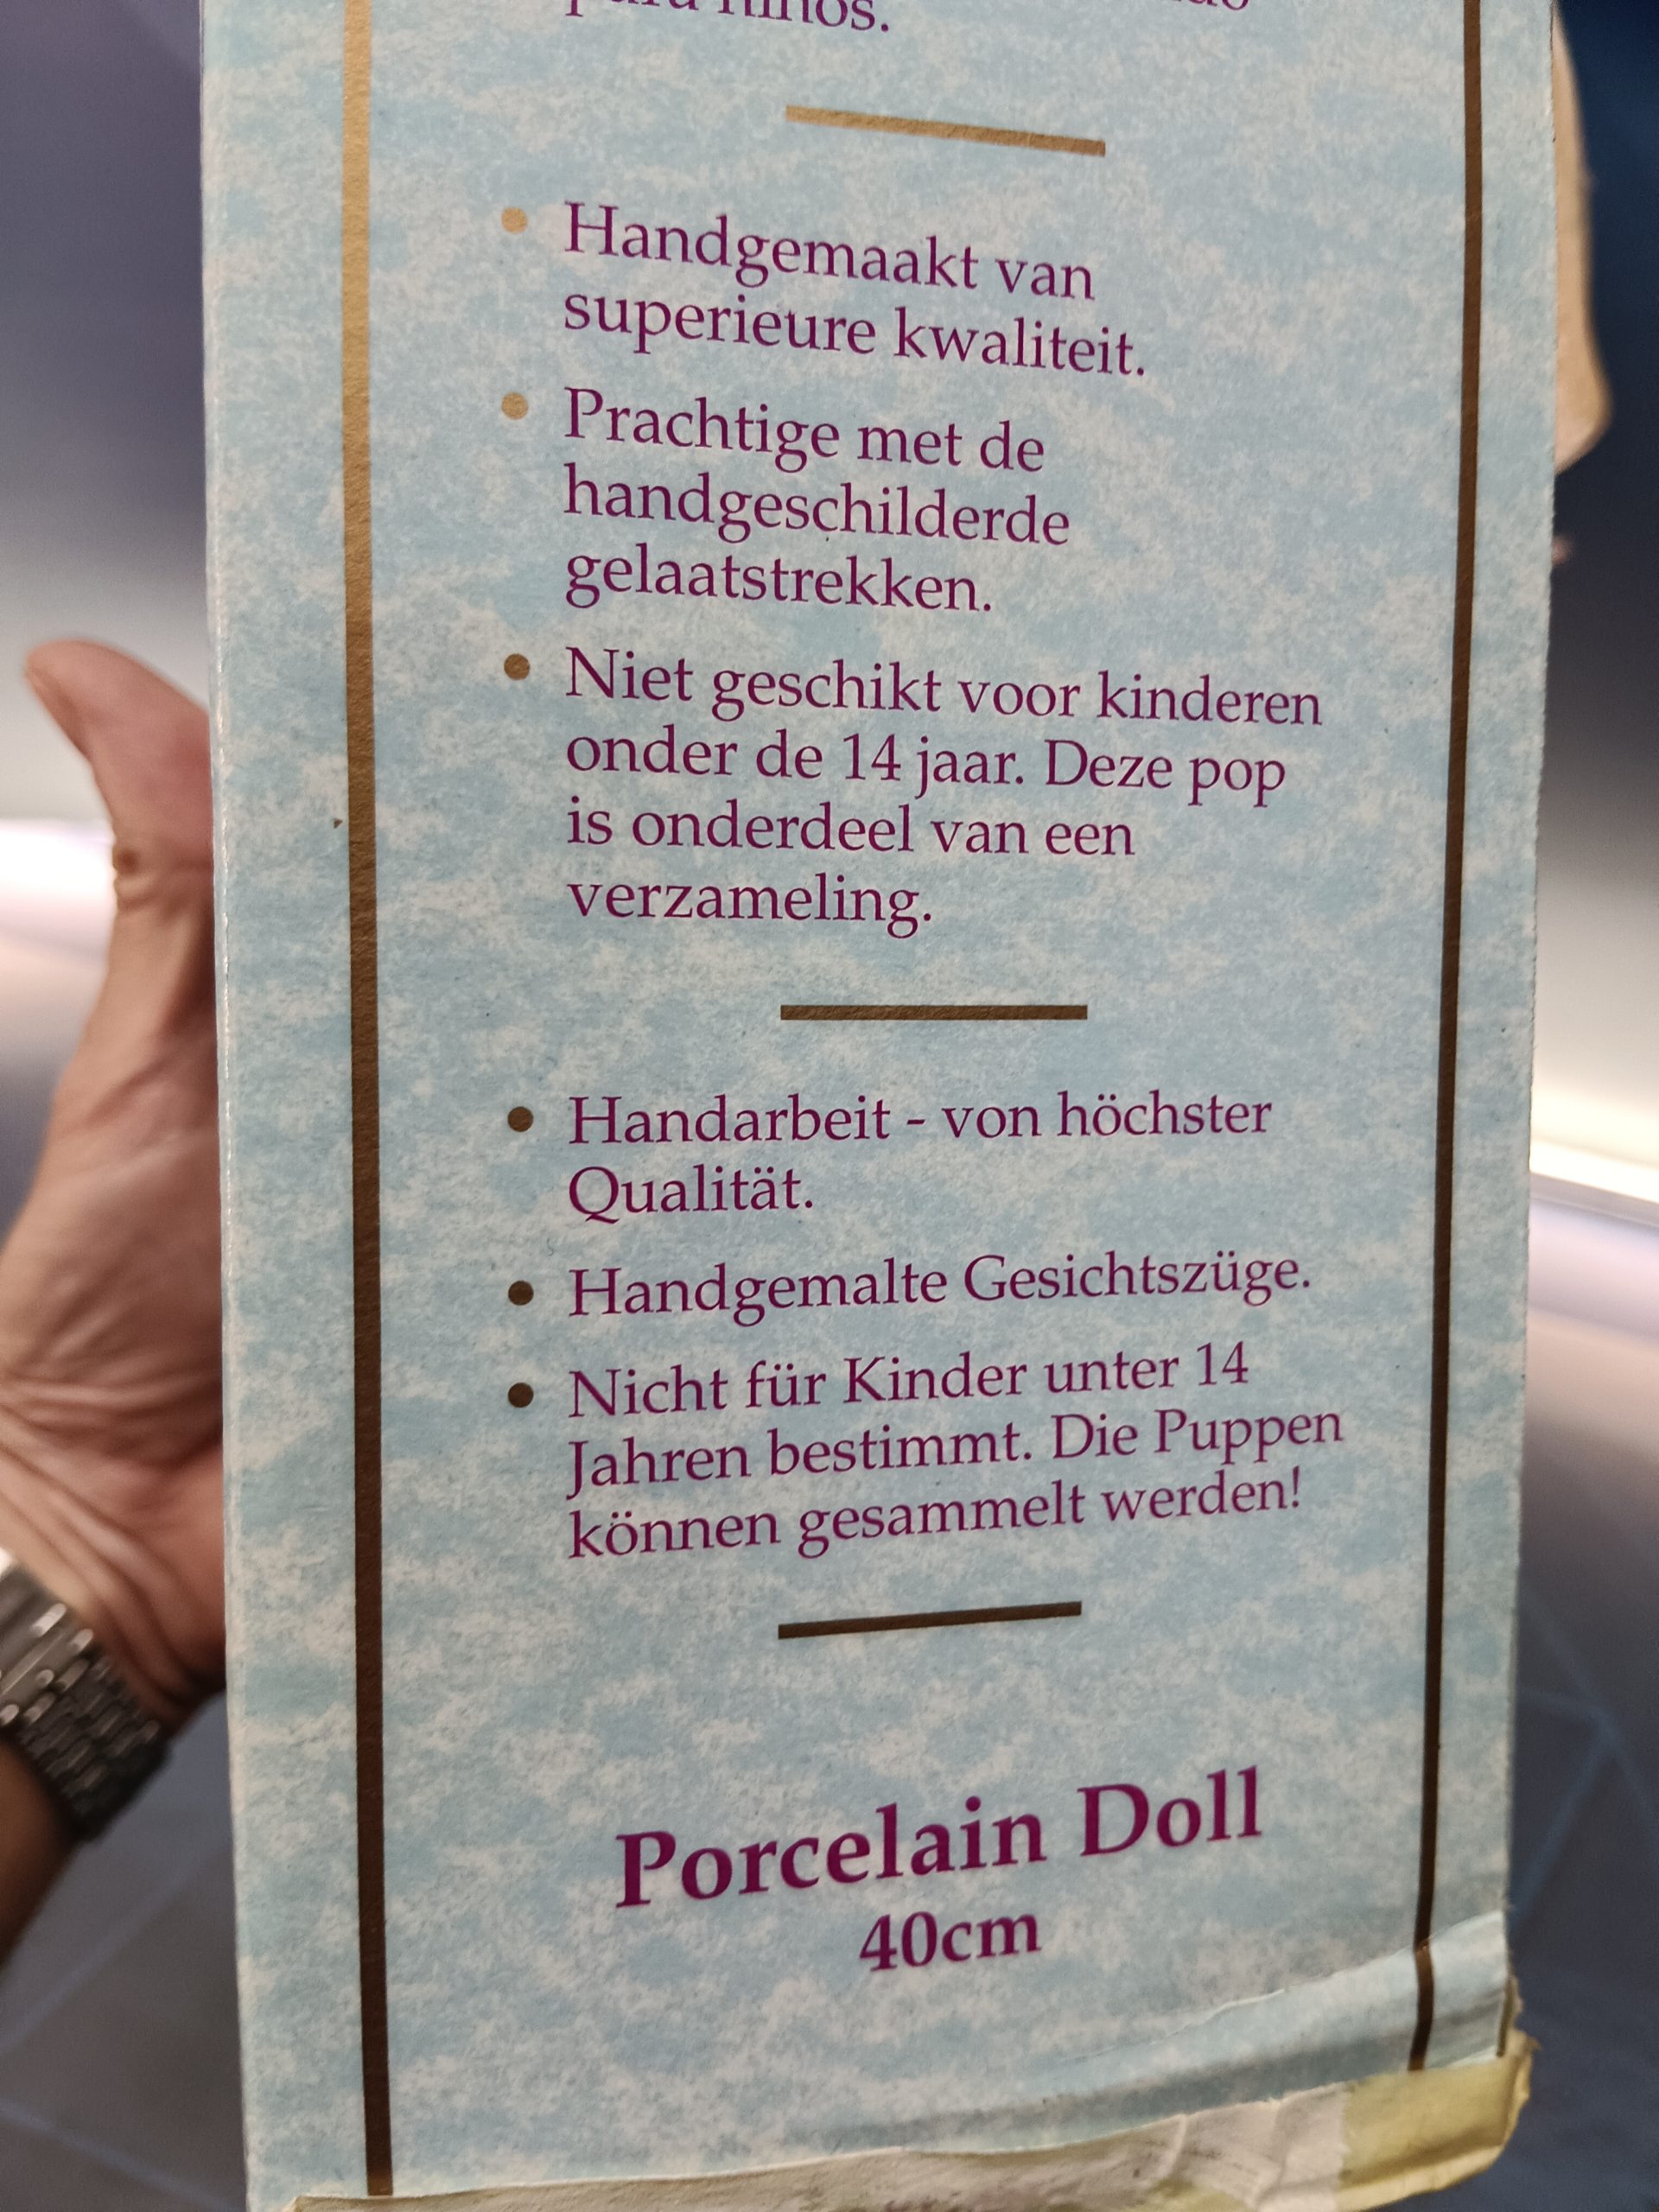 para niños.
• Handgemaakt van
superieure kwaliteit.
• Prachtige met de
handgeschilderde
gelaatstrekken.
• Niet geschikt voor kinderen
onder de 14 jaar. Deze pop
is onderdeel van een
verzameling.
• Handarbeit - von höchster
Qualität.
• Handgemalte Gesichtszüge.
• Nicht für Kinder unter 14
Jahren bestimmt. Die Puppen
können gesammelt werden!
Porcelain Doll
40cm